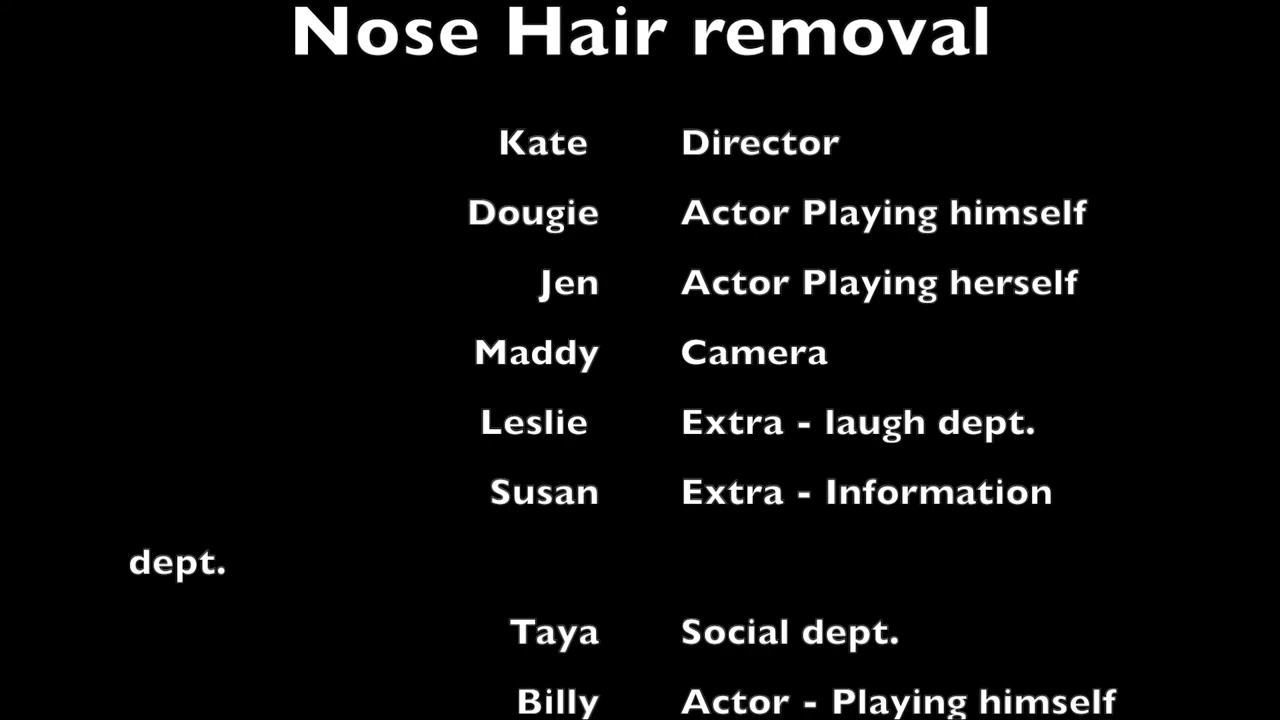 Nose Hair removal
Kate Director
Dougie Actor Playing himself
Jen Actor Playing herself
Maddy Camera
Leslie Extra - laugh dept.
Susan Extra - Information
dept.
Taya Social dept.
Billy Actor - Playing himself